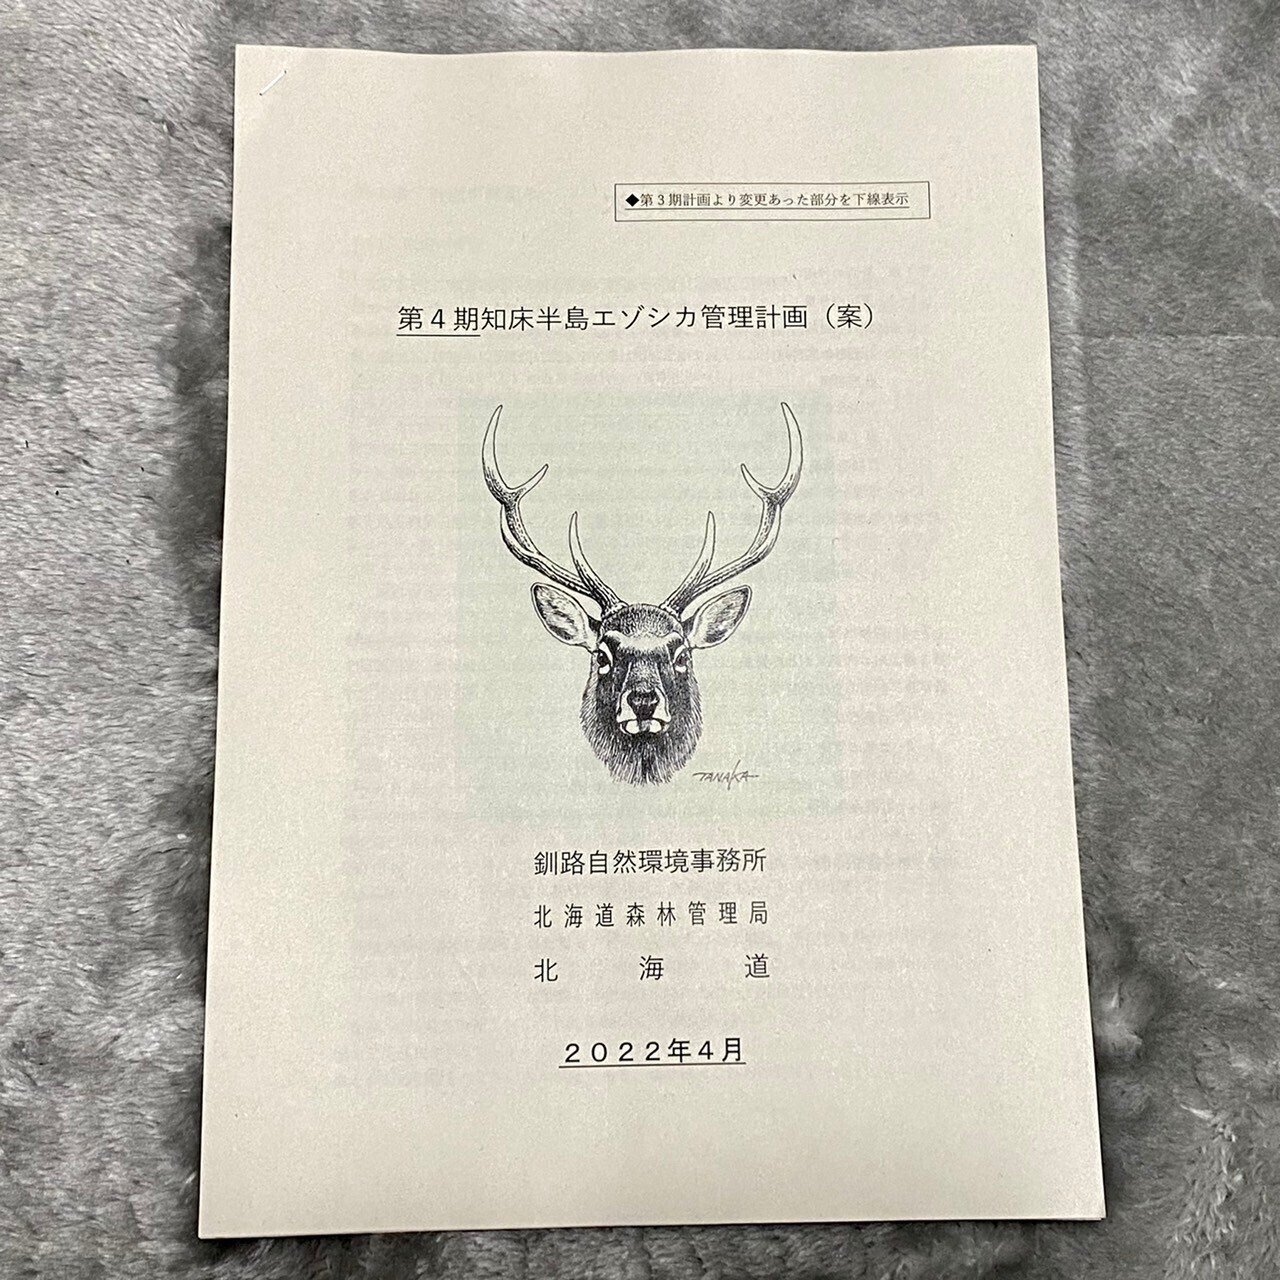 ◆第３期計画より変更あった部分を下線表示
第４期知床半島エゾシカ管理計画（案）
TANAKA
釧路自然環境事務所
北海道森林管理局
北海道
２０２２年４月